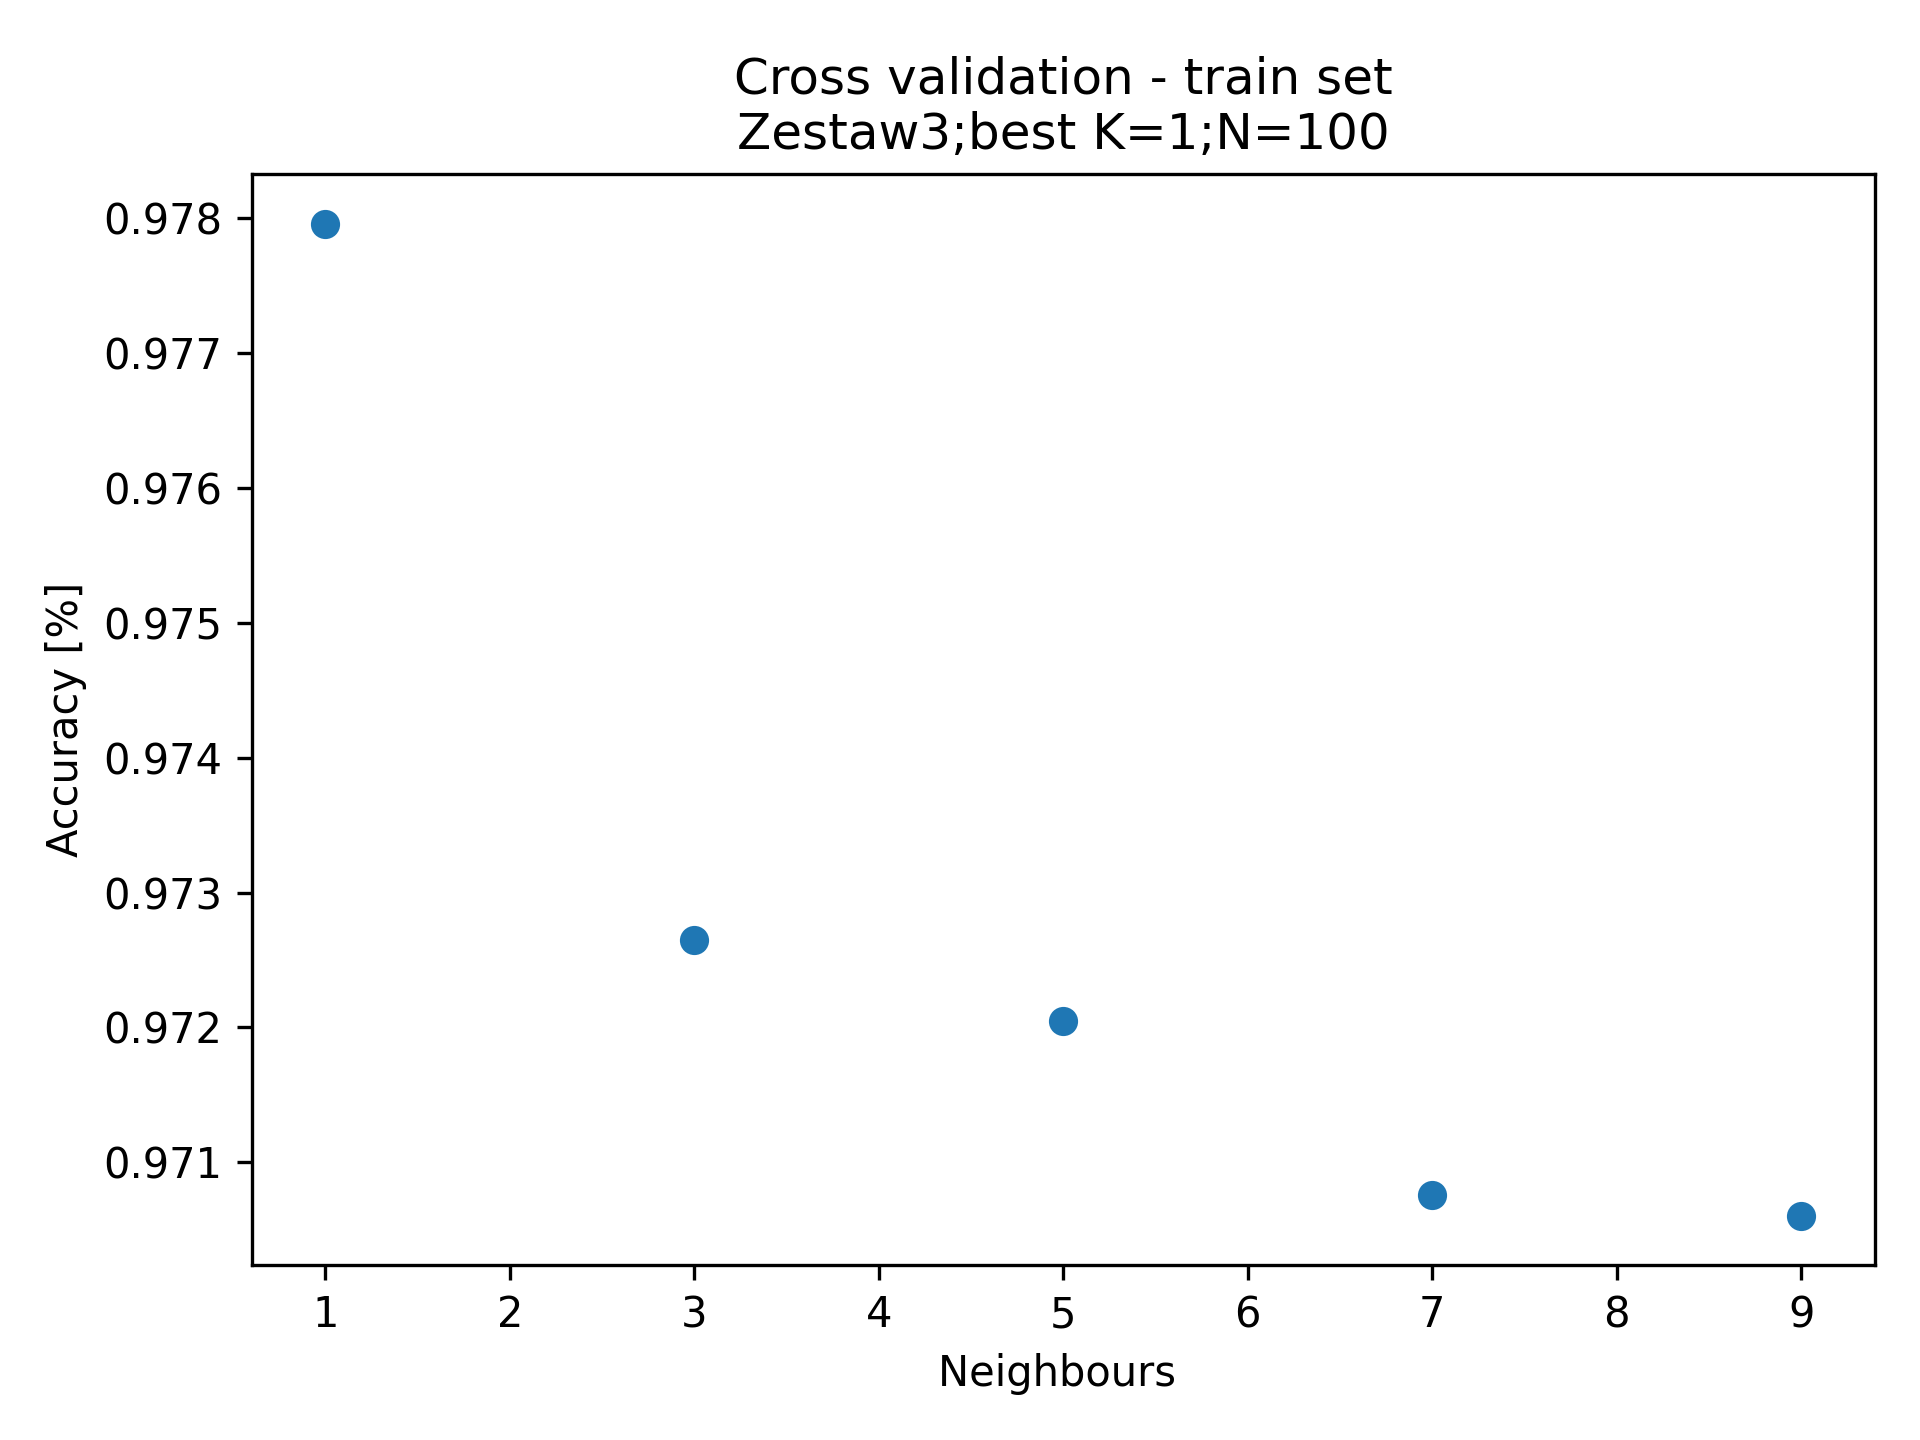 Cross validation - train set
Zestaw3;best K=1;N=100
0.978
0.977
0.976
0.975
0.974
0.973
0.972
0.971
Accuracy [%]
1 2 3 4 5 6 7 8 9
Neighbours